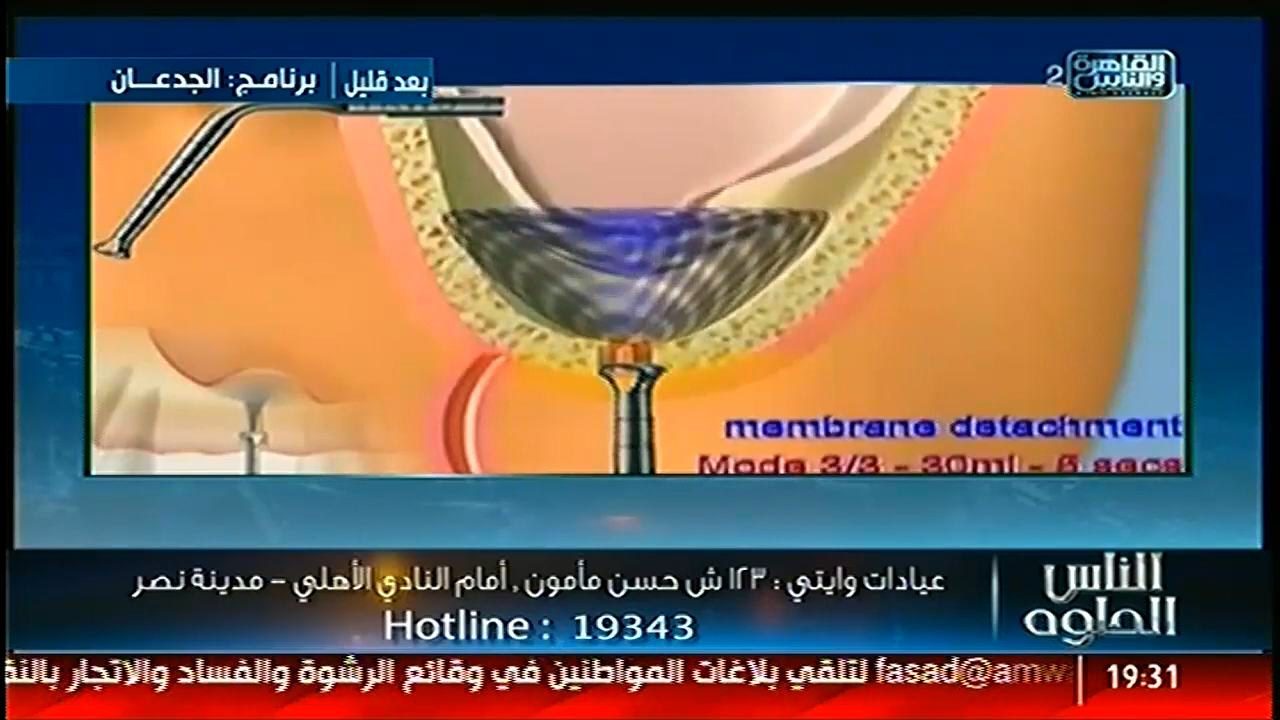 بعد قليل | برنامج: الجدعـــان
القاهرة والناس 2
membrane detachment
Mode 3/3 - 30ml - 5 secs
الناس الحلوه
عيادات وايتي : ١٢٣ ش حسن مأمون , أمام النادي الأهلي - مدينة نصر
Hotline : 19343
19:31
fasad@amw لتلقي بلاغات المواطنين في وقائع الرشوة والفساد والاتجار